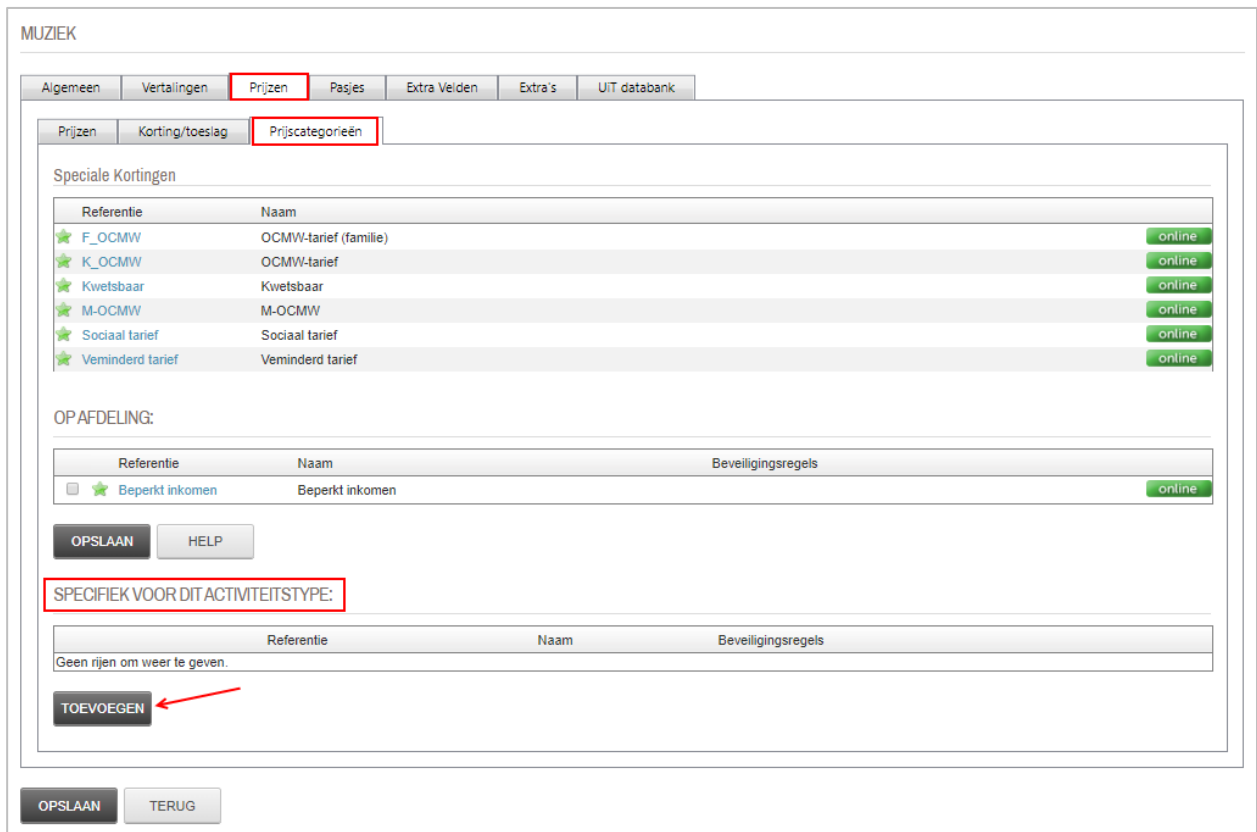 MUZIEK
Algemeen Vertalingen Prijzen Pasjes Extra Velden Extra's UiT databank
Prijzen Korting/toeslag Prijscategorieën
Speciale Kortingen
Referentie Naam
F_OCMW OCMW-tarief (familie) online
K_OCMW OCMW-tarief online
Kwetsbaar Kwetsbaar online
M-OCMW M-OCMW online
Sociaal tarief Sociaal tarief online
Veminderd tarief Veminderd tarief online
OP AFDELING:
Referentie Naam Beveiligingsregels
Beperkt inkomen Beperkt inkomen online
OPSLAAN HELP
SPECIFIEK VOOR DIT ACTIVITEITSTYPE:
Referentie Naam Beveiligingsregels
Geen rijen om weer te geven.
TOEVOEGEN
OPSLAAN TERUG